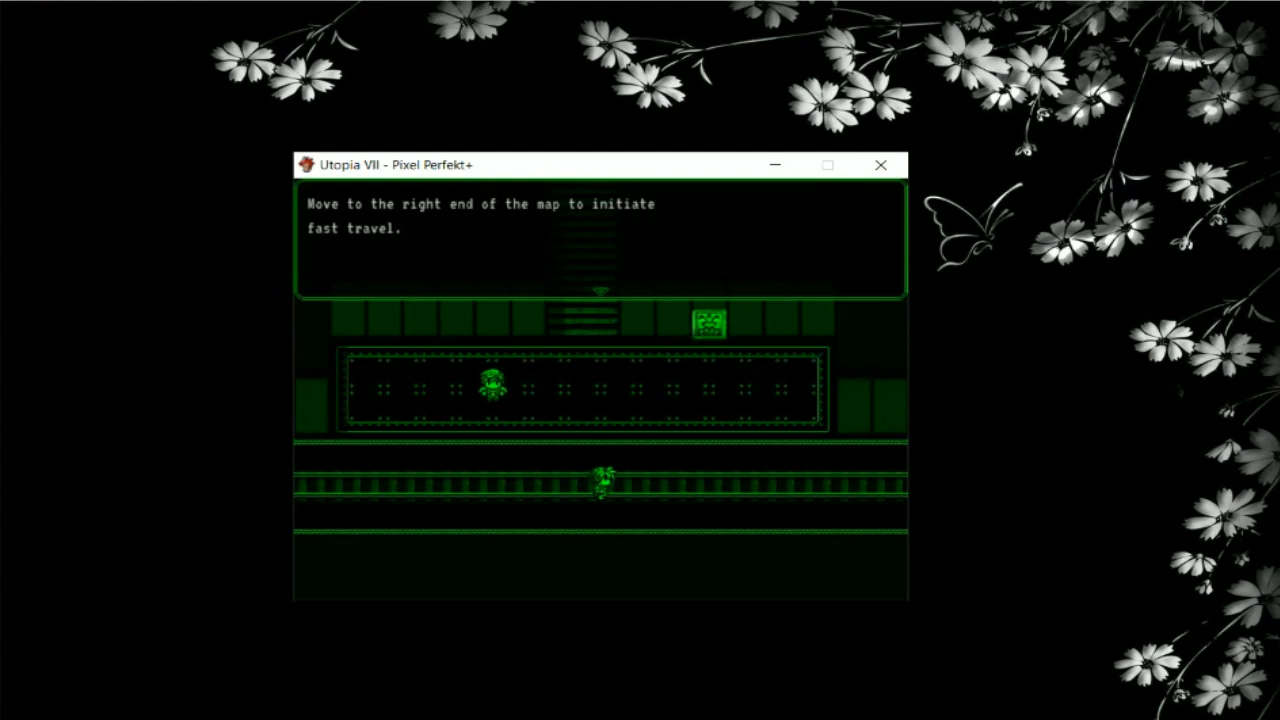 Utopia VII - Pixel Perfekt+
Move to the right end of the map to initiate
fast travel.